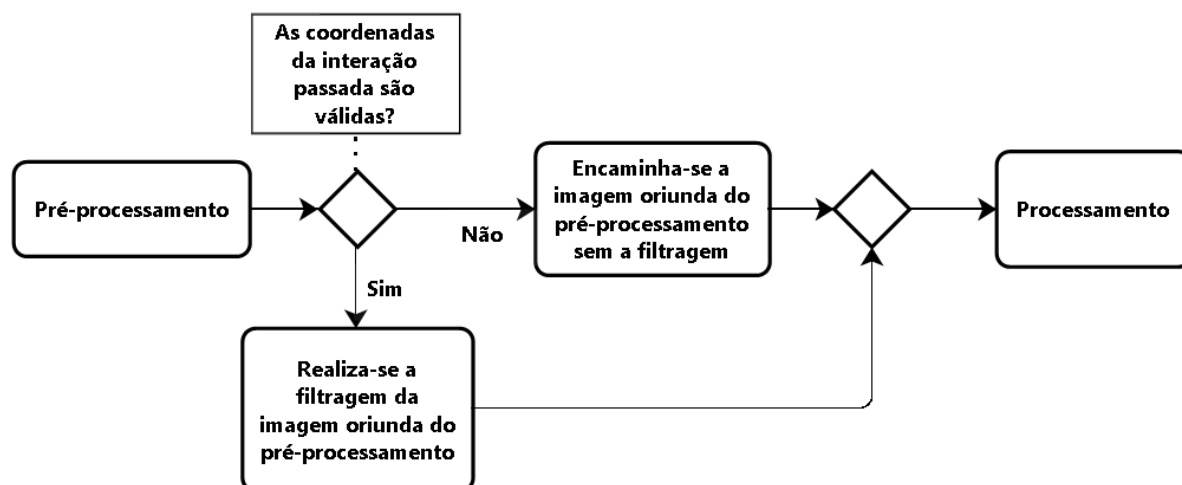 As coordenadas
da interação
passada são
válidas?
Pré-processamento
Não
Encaminha-se a
imagem oriunda do
pré-processamento
sem a filtragem
Processamento
Sim
Realiza-se a
filtragem da
imagem oriunda do
pré-processamento